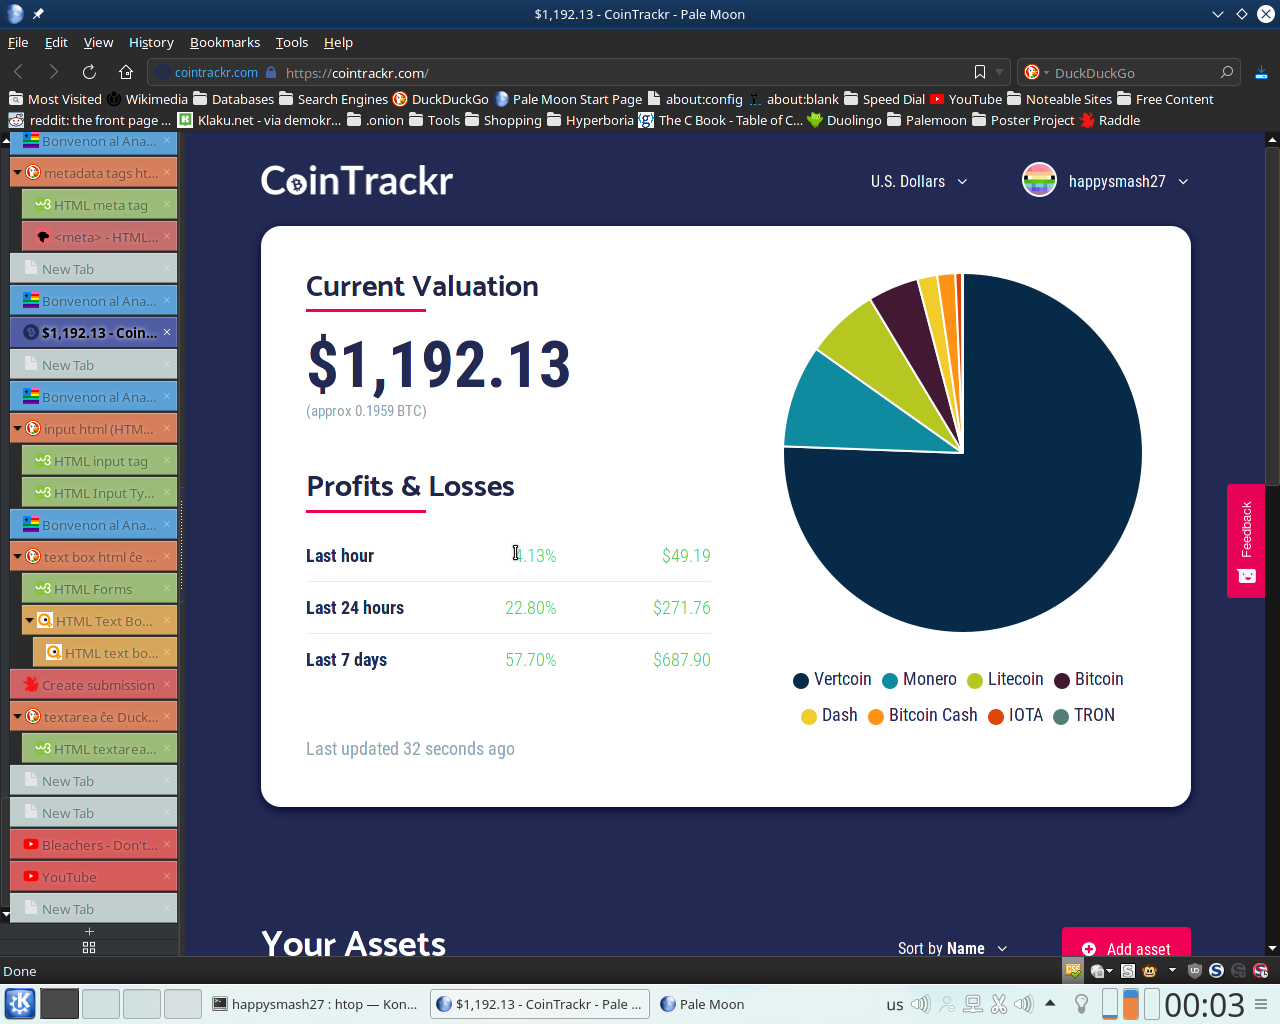 $1,192.13 - CoinTrackr - Pale Moon
File Edit View History Bookmarks Tools Help
cointrackr.com https://cointrackr.com/ DuckDuckGo
Most Visited Wikimedia Databases Search Engines DuckDuckGo Pale Moon Start Page about:config about:blank Speed Dial YouTube Noteable Sites Free Content
reddit: the front page ... Klaku.net - via demokr... .onion Tools Shopping Hyperboria The C Book - Table of C... Duolingo Palemoon Poster Project Raddle
Bonvenon al Ana...
metadata tags ht...
HTML meta tag
<meta> - HTML...
New Tab
Bonvenon al Ana...
$1,192.13 - Coin...
New Tab
Bonvenon al Ana...
input html (HTM...
HTML input tag
HTML Input Ty...
Bonvenon al Ana...
text box html ĉe ...
HTML Forms
HTML Text Bo...
HTML text bo...
Create submission
textarea ĉe Duck...
HTML textarea...
New Tab
New Tab
Bleachers - Don't...
YouTube
New Tab
CoinTrackr
U.S. Dollars
happysmash27
Current Valuation
$1,192.13
(approx 0.1959 BTC)
Profits & Losses
Last hour 4.13% $49.19
Last 24 hours 22.80% $271.76
Last 7 days 57.70% $687.90
Last updated 32 seconds ago
Vertcoin Monero Litecoin Bitcoin
Dash Bitcoin Cash IOTA TRON
Feedback
Your Assets
Sort by Name
Add asset
Done
happysmash27 : htop — Kon...
$1,192.13 - CoinTrackr - Pale ...
Pale Moon
us
00:03